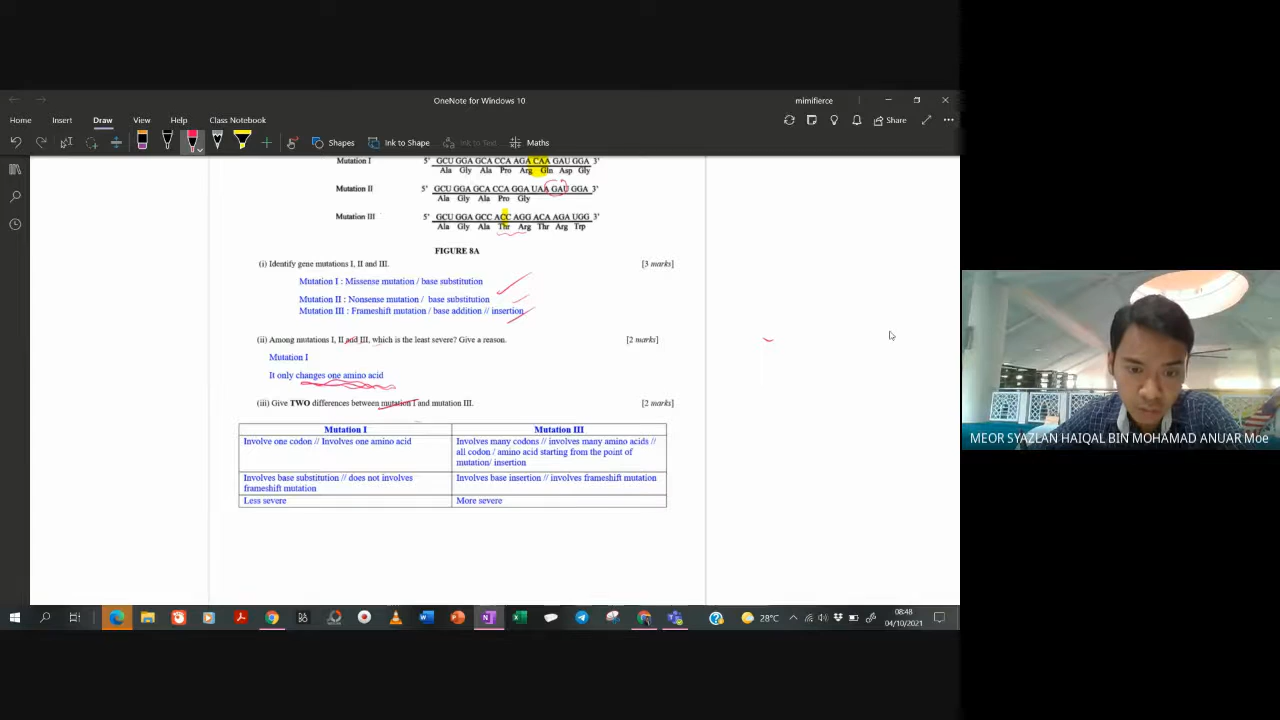 OneNote for Windows 10
mimifierce
Home Insert Draw View Help Class Notebook
Share
Shapes Ink to Shape Ink to Text Maths
Mutation I 5' GCU GGA GCA CCA AGA CAA GAU GGA 3'
Ala Gly Ala Pro Arg Gln Asp Gly
Mutation II 5' GCU GGA GCA CCA GGA UAA GAU GGA 3'
Ala Gly Ala Pro Gly
Mutation III 5' GCU GGA GCC ACC AGG ACA AGA UGG 3'
Ala Gly Ala Thr Arg Thr Arg Trp
FIGURE 8A
(i) Identify gene mutations I, II and III. [3 marks]
Mutation I : Missense mutation / base substitution
Mutation II : Nonsense mutation / base substitution
Mutation III : Frameshift mutation / base addition // insertion
(ii) Among mutations I, II and III, which is the least severe? Give a reason. [2 marks]
Mutation I
It only changes one amino acid
(iii) Give TWO differences between mutation I and mutation III. [2 marks]
Mutation I Mutation III
Involve one codon // Involves one amino acid
Involves many codons // involves many amino acids //
all codon / amino acid starting from the point of
mutation/ insertion
Involves base substitution // does not involves
frameshift mutation
Involves base insertion // involves frameshift mutation
Less severe More severe
MEOR SYAZLAN HAIQAL BIN MOHAMAD ANUAR Moe
28°C
08:48
04/10/2021